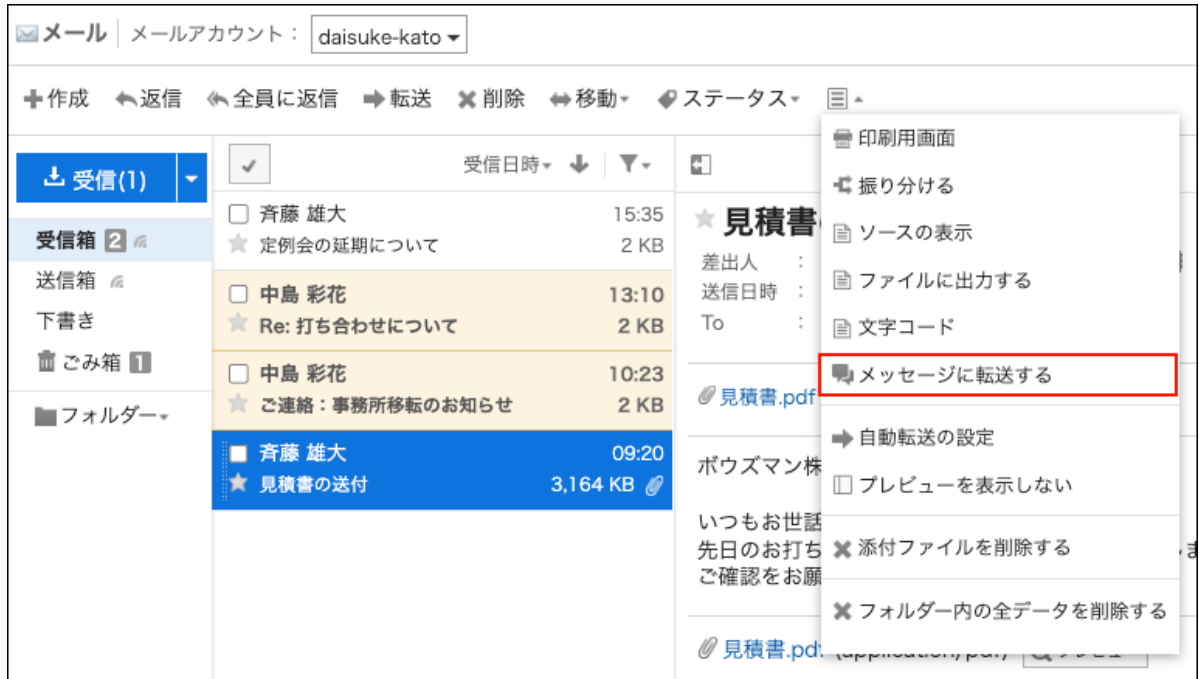 メール メールアカウント： daisuke-kato
作成 返信 全員に返信 転送 削除 移動 ステータス
受信(1)
受信箱 2
送信箱
下書き
ごみ箱 1
フォルダー
受信日時
斉藤 雄大 15:35
定例会の延期について 2 KB
中島 彩花 13:10
Re: 打ち合わせについて 2 KB
中島 彩花 10:23
ご連絡：事務所移転のお知らせ 2 KB
斉藤 雄大 09:20
見積書の送付 3,164 KB
見積書
差出人 ：
送信日時 ：
To ：
見積書.pdf
ボウズマン株
いつもお世話
先日のお打ち
ご確認をお願
見積書.pdf
印刷用画面
振り分ける
ソースの表示
ファイルに出力する
文字コード
メッセージに転送する
自動転送の設定
プレビューを表示しない
添付ファイルを削除する
フォルダー内の全データを削除する